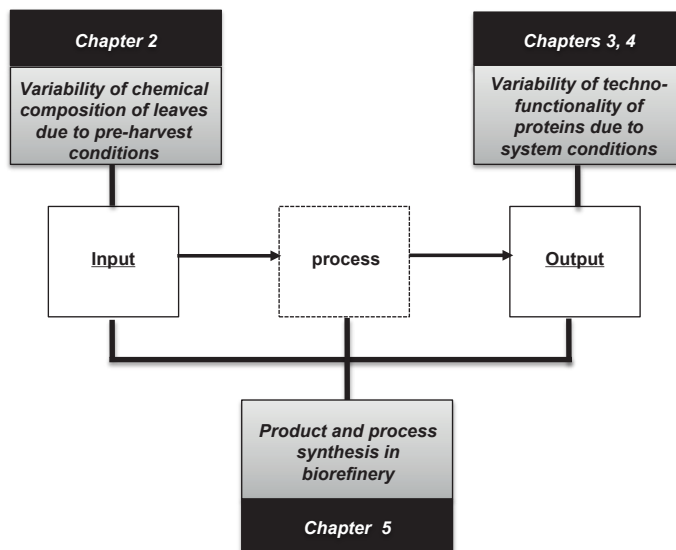 Chapter 2
Variability of chemical
composition of leaves
due to pre-harvest
conditions
Chapters 3, 4
Variability of techno-
functionality of
proteins due to
system conditions
Input
process
Output
Product and process
synthesis in
biorefinery
Chapter 5